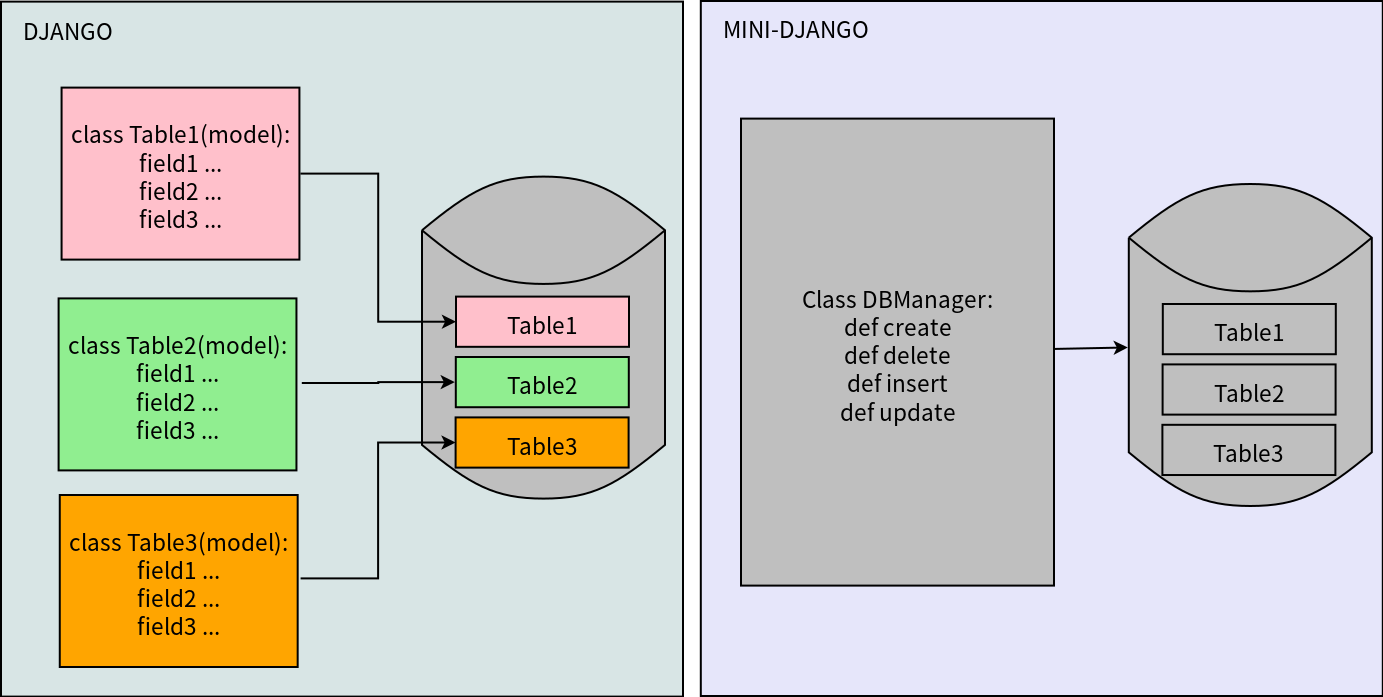 DJANGO
class Table1(model):
field1 ...
field2 ...
field3 ...
class Table2(model):
field1 ...
field2 ...
field3 ...
class Table3(model):
field1 ...
field2 ...
field3 ...
Table1
Table2
Table3
MINI-DJANGO
Class DBManager:
def create
def delete
def insert
def update
Table1
Table2
Table3